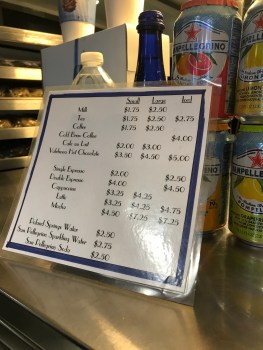 Small Large Iced
Milk $1.75 $2.50
Tea $1.75 $2.50 $2.75
Coffee $1.75 $2.50
Cold Brew Coffee $4.00
Cafe au Lait $2.00 $3.00
Valrhona Hot Chocolate $3.50 $4.50 $5.00
Single Espresso $2.00 $2.50
Double Espresso $4.00 $4.50
Cappuccino $3.25 $4.25
Latte $3.25 $4.25 $4.75
Mocha $4.50 $7.25 $7.25
Poland Springs Water $2.50
San Pellegrino Sparkling Water $2.75
San Pellegrino Soda $2.50
S.PELLEGRINO